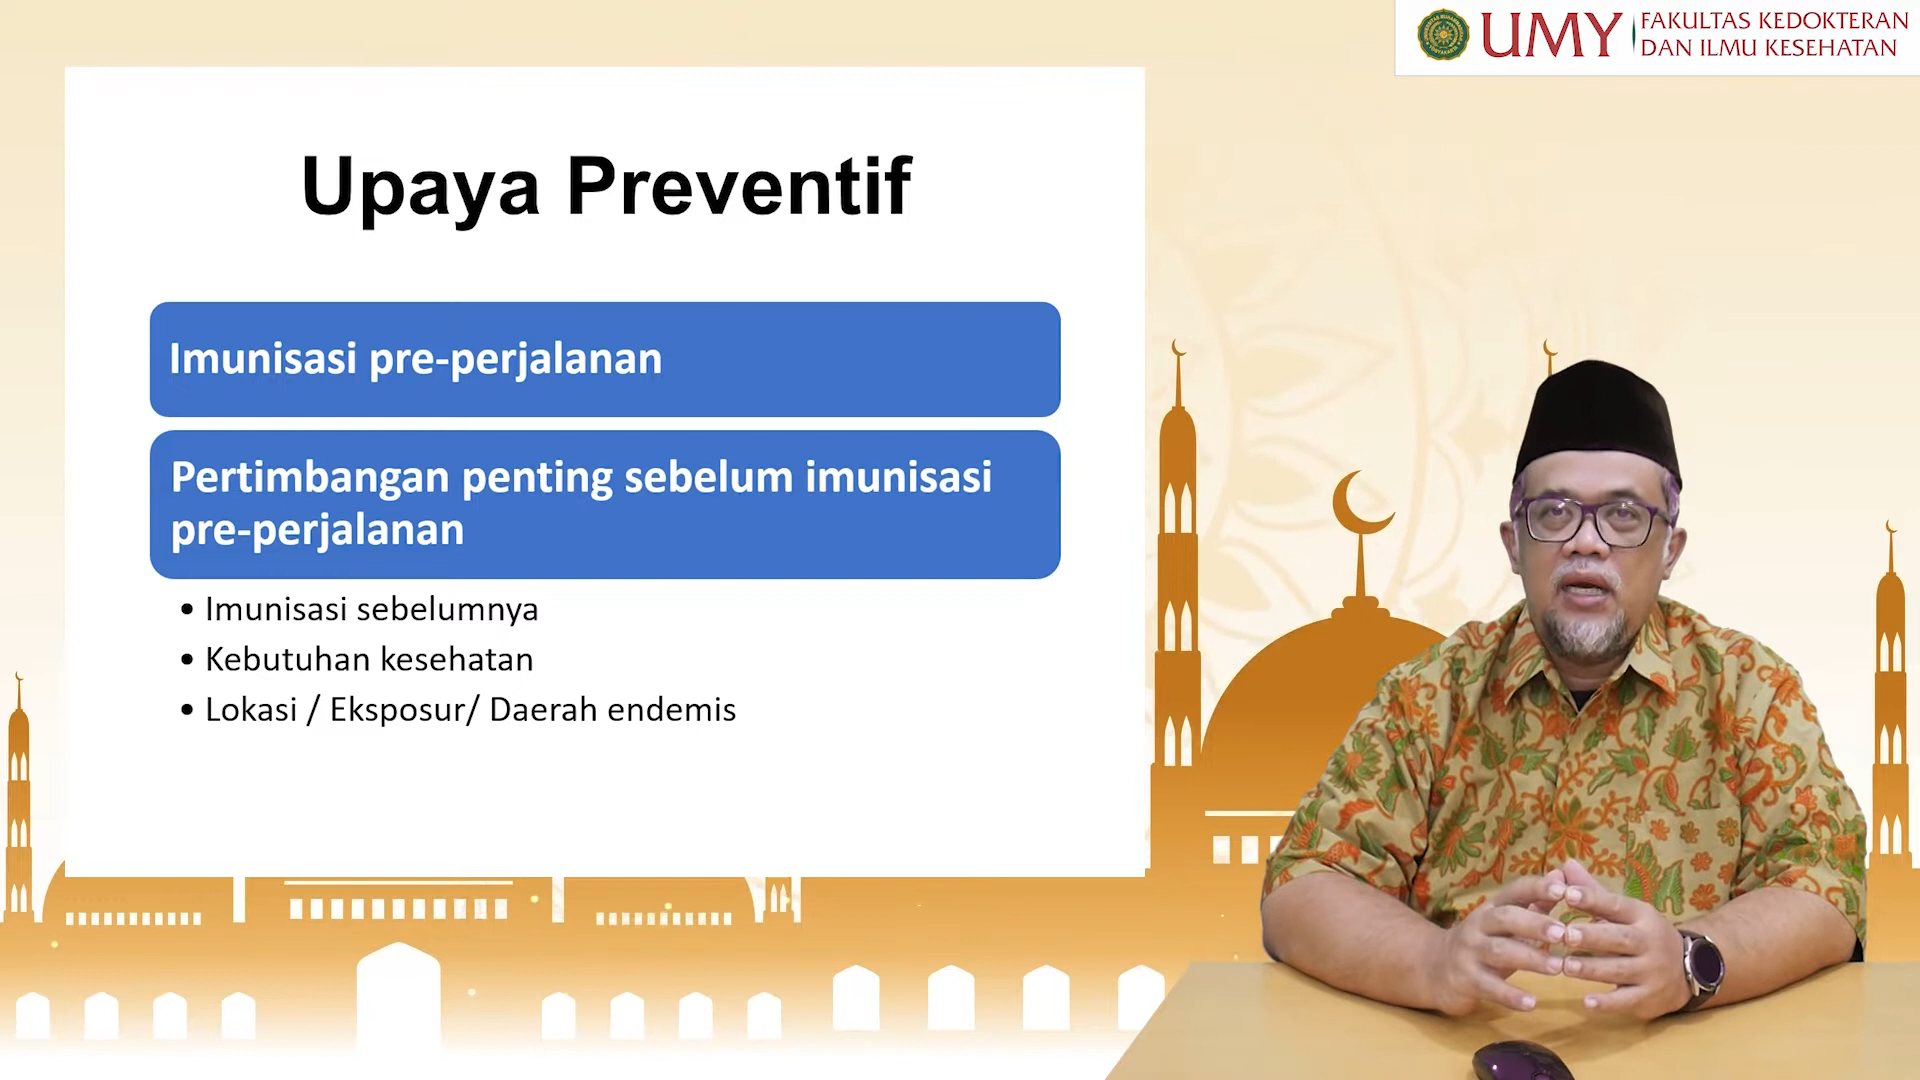 UMY
FAKULTAS KEDOKTERAN
DAN ILMU KESEHATAN
Upaya Preventif
Imunisasi pre-perjalanan
Pertimbangan penting sebelum imunisasi
pre-perjalanan
• Imunisasi sebelumnya
• Kebutuhan kesehatan
• Lokasi / Eksposur/ Daerah endemis